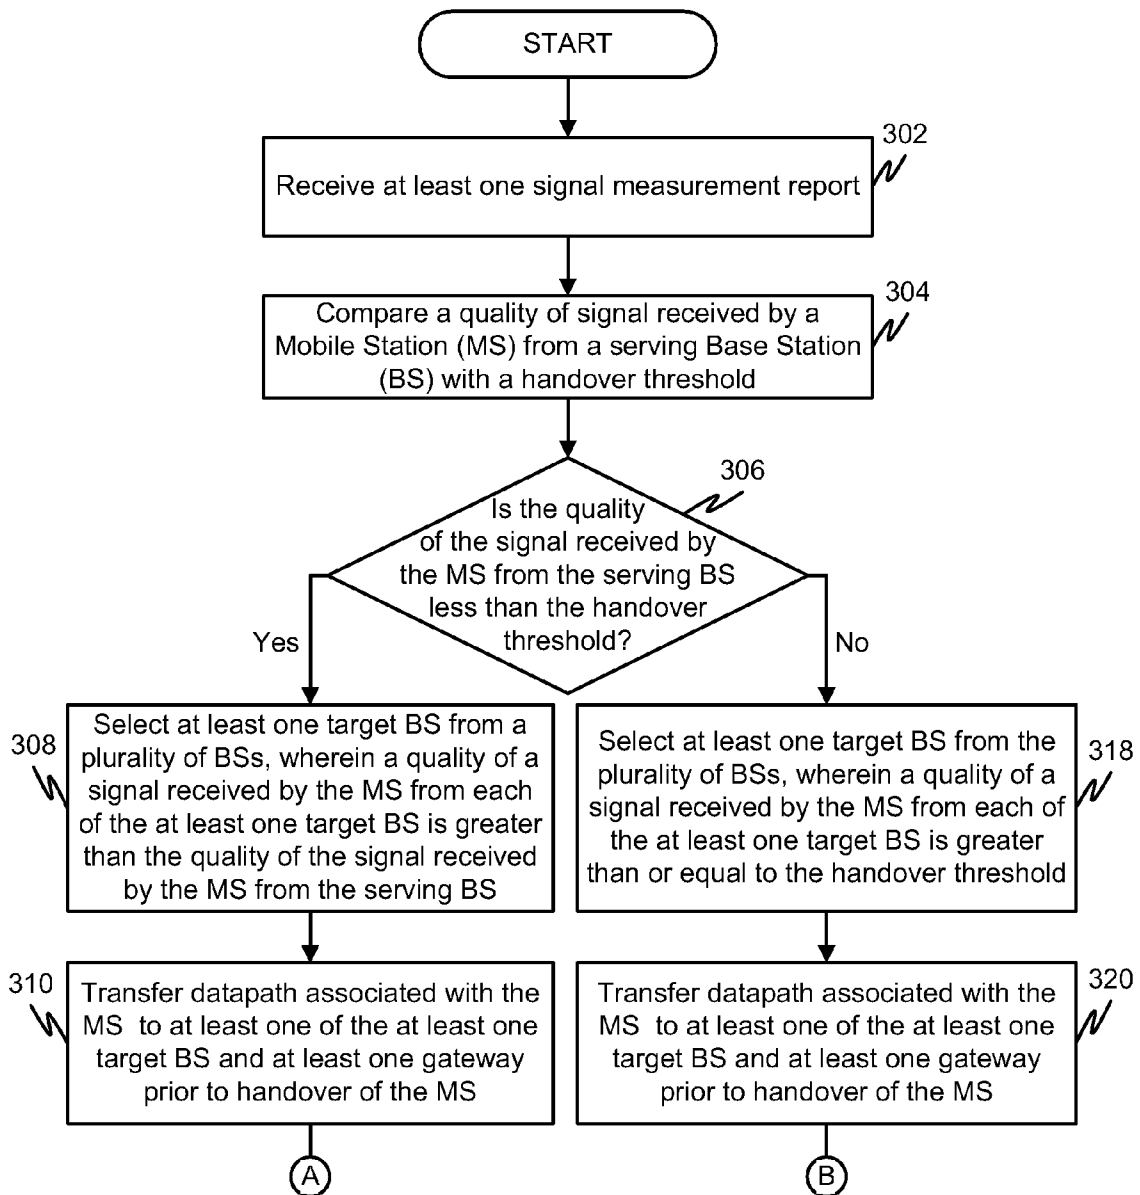 START
302
Receive at least one signal measurement report
304
Compare a quality of signal received by a
Mobile Station (MS) from a serving Base Station
(BS) with a handover threshold
306
Is the quality
of the signal received by
the MS from the serving BS
less than the handover
threshold?
Yes
No
308
Select at least one target BS from a
plurality of BSs, wherein a quality of a
signal received by the MS from each
of the at least one target BS is greater
than the quality of the signal received
by the MS from the serving BS
318
Select at least one target BS from the
plurality of BSs, wherein a quality of a
signal received by the MS from each of
the at least one target BS is greater
than or equal to the handover threshold
310
Transfer datapath associated with the
MS to at least one of the at least one
target BS and at least one gateway
prior to handover of the MS
320
Transfer datapath associated with the
MS to at least one of the at least one
target BS and at least one gateway
prior to handover of the MS
A
B